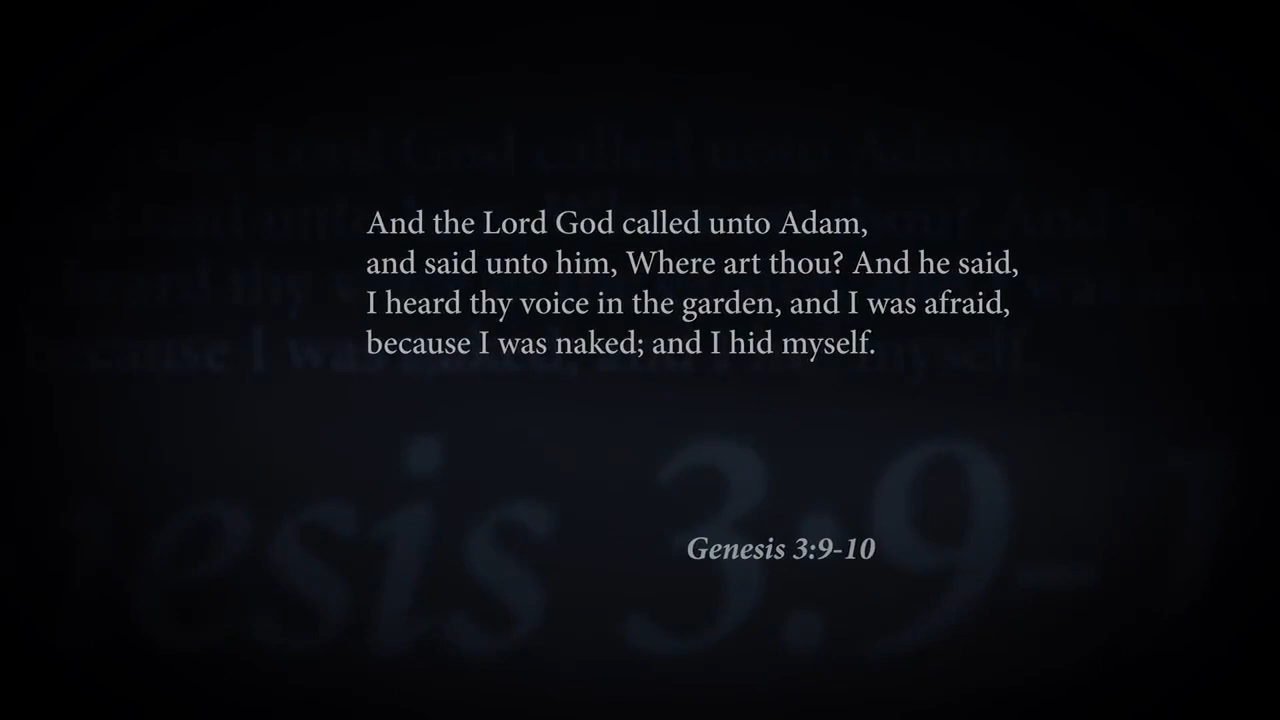 And the Lord God called unto Adam,
and said unto him, Where art thou? And he said,
I heard thy voice in the garden, and I was afraid,
because I was naked; and I hid myself.
Genesis 3:9-10